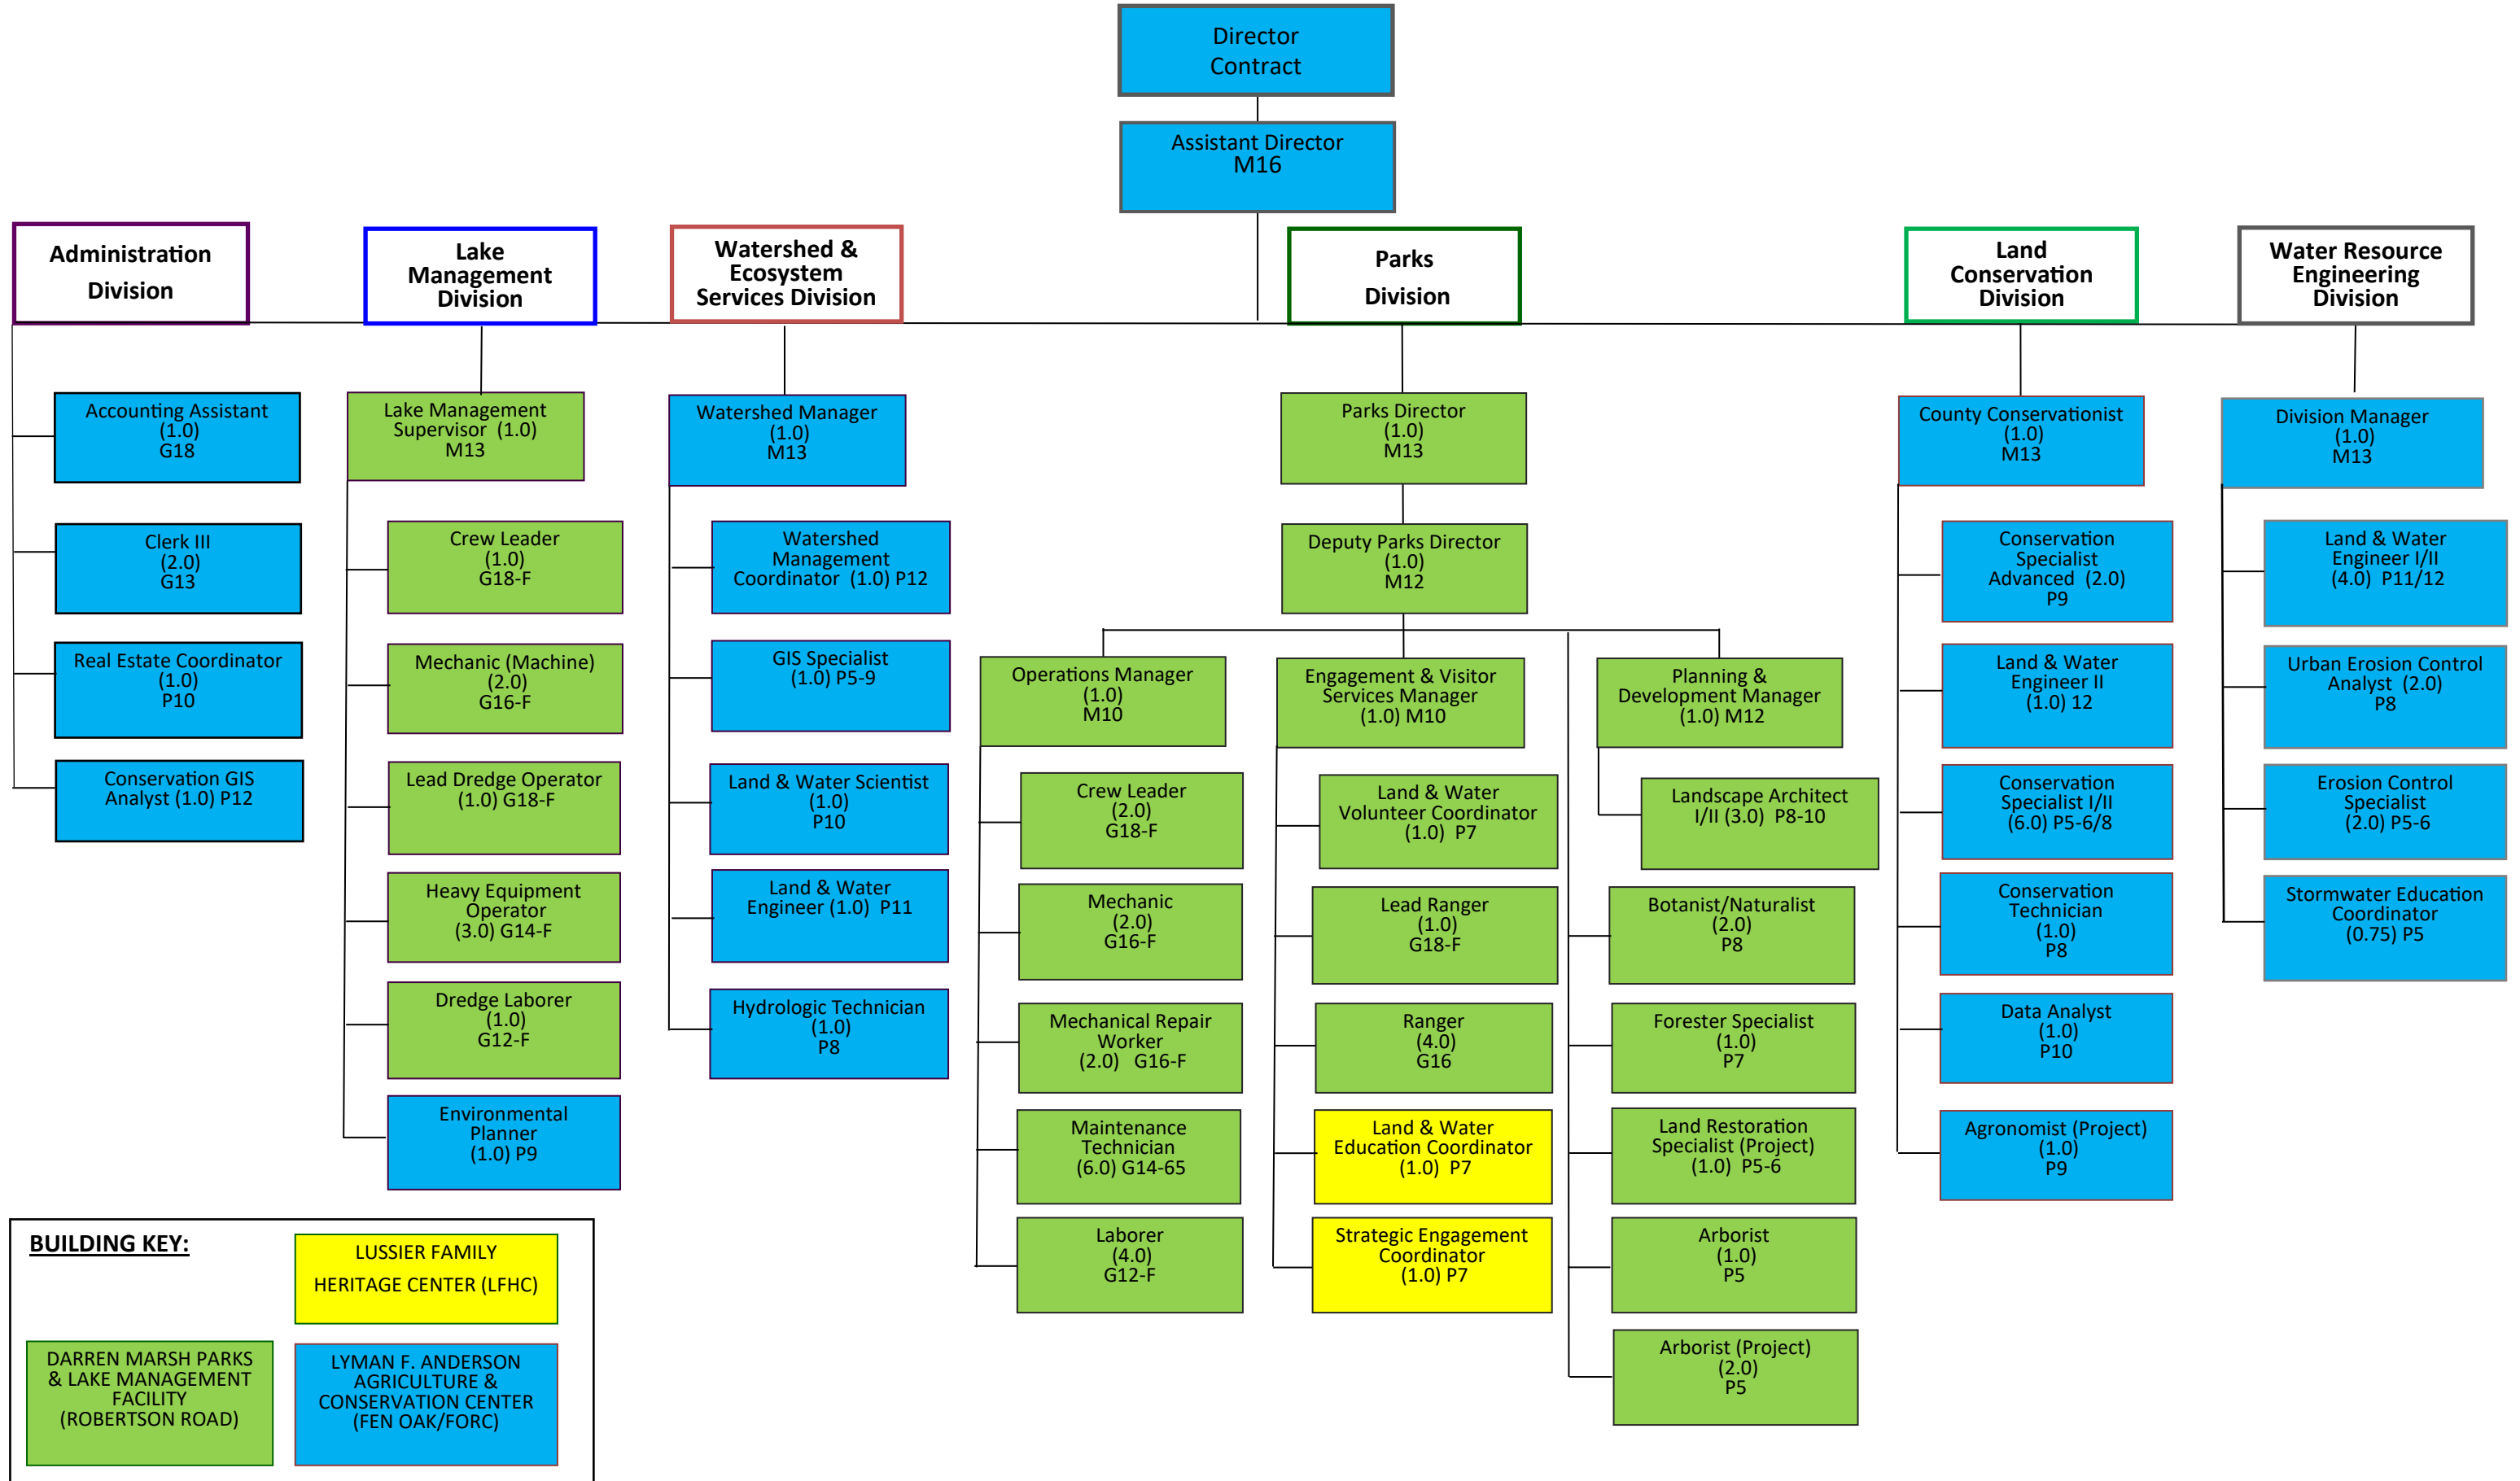 Director
Contract
Assistant Director
M16
Administration
Division
Lake
Management
Division
Watershed &
Ecosystem
Services Division
Parks
Division
Land
Conservation
Division
Water Resource
Engineering
Division
Accounting Assistant
(1.0)
G18
Clerk III
(2.0)
G13
Real Estate Coordinator
(1.0)
P10
Conservation GIS
Analyst (1.0) P12
Lake Management
Supervisor (1.0)
M13
Crew Leader
(1.0)
G18-F
Mechanic (Machine)
(2.0)
G16-F
Lead Dredge Operator
(1.0) G18-F
Heavy Equipment
Operator
(3.0) G14-F
Dredge Laborer
(1.0)
G12-F
Environmental
Planner
(1.0) P9
Watershed Manager
(1.0)
M13
Watershed
Management
Coordinator (1.0) P12
GIS Specialist
(1.0) P5-9
Land & Water Scientist
(1.0)
P10
Land & Water
Engineer (1.0) P11
Hydrologic Technician
(1.0)
P8
Parks Director
(1.0)
M13
Deputy Parks Director
(1.0)
M12
Operations Manager
(1.0)
M10
Crew Leader
(2.0)
G18-F
Mechanic
(2.0)
G16-F
Mechanical Repair
Worker
(2.0) G16-F
Maintenance
Technician
(6.0) G14-65
Laborer
(4.0)
G12-F
Engagement & Visitor
Services Manager
(1.0) M10
Land & Water
Volunteer Coordinator
(1.0) P7
Lead Ranger
(1.0)
G18-F
Ranger
(4.0)
G16
Land & Water
Education Coordinator
(1.0) P7
Strategic Engagement
Coordinator
(1.0) P7
Planning &
Development Manager
(1.0) M12
Landscape Architect
I/II (3.0) P8-10
Botanist/Naturalist
(2.0)
P8
Forester Specialist
(1.0)
P7
Land Restoration
Specialist (Project)
(1.0) P5-6
Arborist
(1.0)
P5
Arborist (Project)
(2.0)
P5
County Conservationist
(1.0)
M13
Conservation
Specialist
Advanced (2.0)
P9
Land & Water
Engineer II
(1.0) 12
Conservation
Specialist I/II
(6.0) P5-6/8
Conservation
Technician
(1.0)
P8
Data Analyst
(1.0)
P10
Agronomist (Project)
(1.0)
P9
Division Manager
(1.0)
M13
Land & Water
Engineer I/II
(4.0) P11/12
Urban Erosion Control
Analyst (2.0)
P8
Erosion Control
Specialist
(2.0) P5-6
Stormwater Education
Coordinator
(0.75) P5
BUILDING KEY:
LUSSIER FAMILY
HERITAGE CENTER (LFHC)
DARREN MARSH PARKS
& LAKE MANAGEMENT
FACILITY
(ROBERTSON ROAD)
LYMAN F. ANDERSON
AGRICULTURE &
CONSERVATION CENTER
(FEN OAK/FORC)